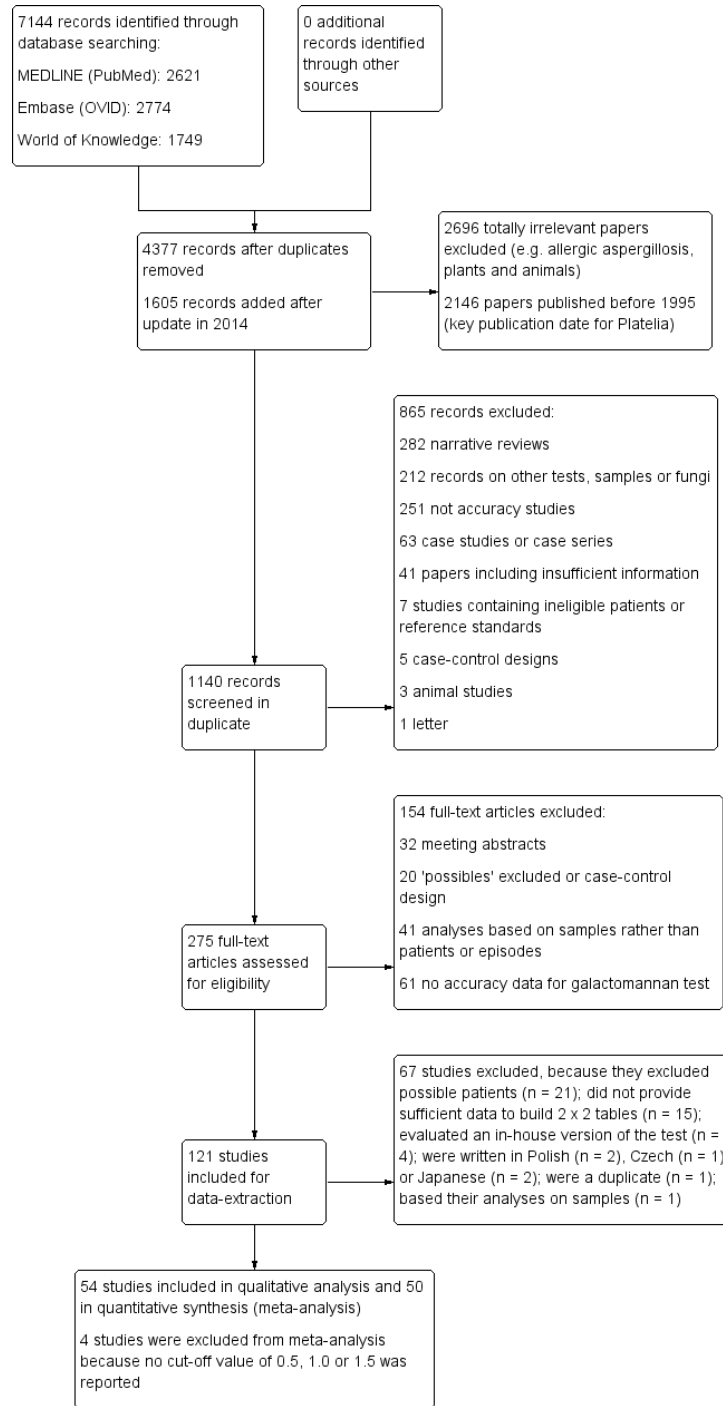 7144 records identified through
database searching:
MEDLINE (PubMed): 2621
Embase (OVID): 2774
World of Knowledge: 1749
0 additional
records identified
through other
sources
4377 records after duplicates
removed
1605 records added after
update in 2014
2696 totally irrelevant papers
excluded (e.g. allergic aspergillosis,
plants and animals)
2146 papers published before 1995
(key publication date for Platelia)
865 records excluded:
282 narrative reviews
212 records on other tests, samples or fungi
251 not accuracy studies
63 case studies or case series
41 papers including insufficient information
7 studies containing ineligible patients or
reference standards
5 case-control designs
3 animal studies
1 letter
1140 records
screened in
duplicate
154 full-text articles excluded:
32 meeting abstracts
20 'possibles' excluded or case-control
design
41 analyses based on samples rather than
patients or episodes
61 no accuracy data for galactomannan test
275 full-text
articles assessed
for eligibility
67 studies excluded, because they excluded
possible patients (n = 21); did not provide
sufficient data to build 2 x 2 tables (n = 15);
evaluated an in-house version of the test (n =
4); were written in Polish (n = 2), Czech (n = 1)
or Japanese (n = 2); were a duplicate (n = 1);
based their analyses on samples (n = 1)
121 studies
included for
data-extraction
54 studies included in qualitative analysis and 50
in quantitative synthesis (meta-analysis)
4 studies were excluded from meta-analysis
because no cut-off value of 0.5, 1.0 or 1.5 was
reported